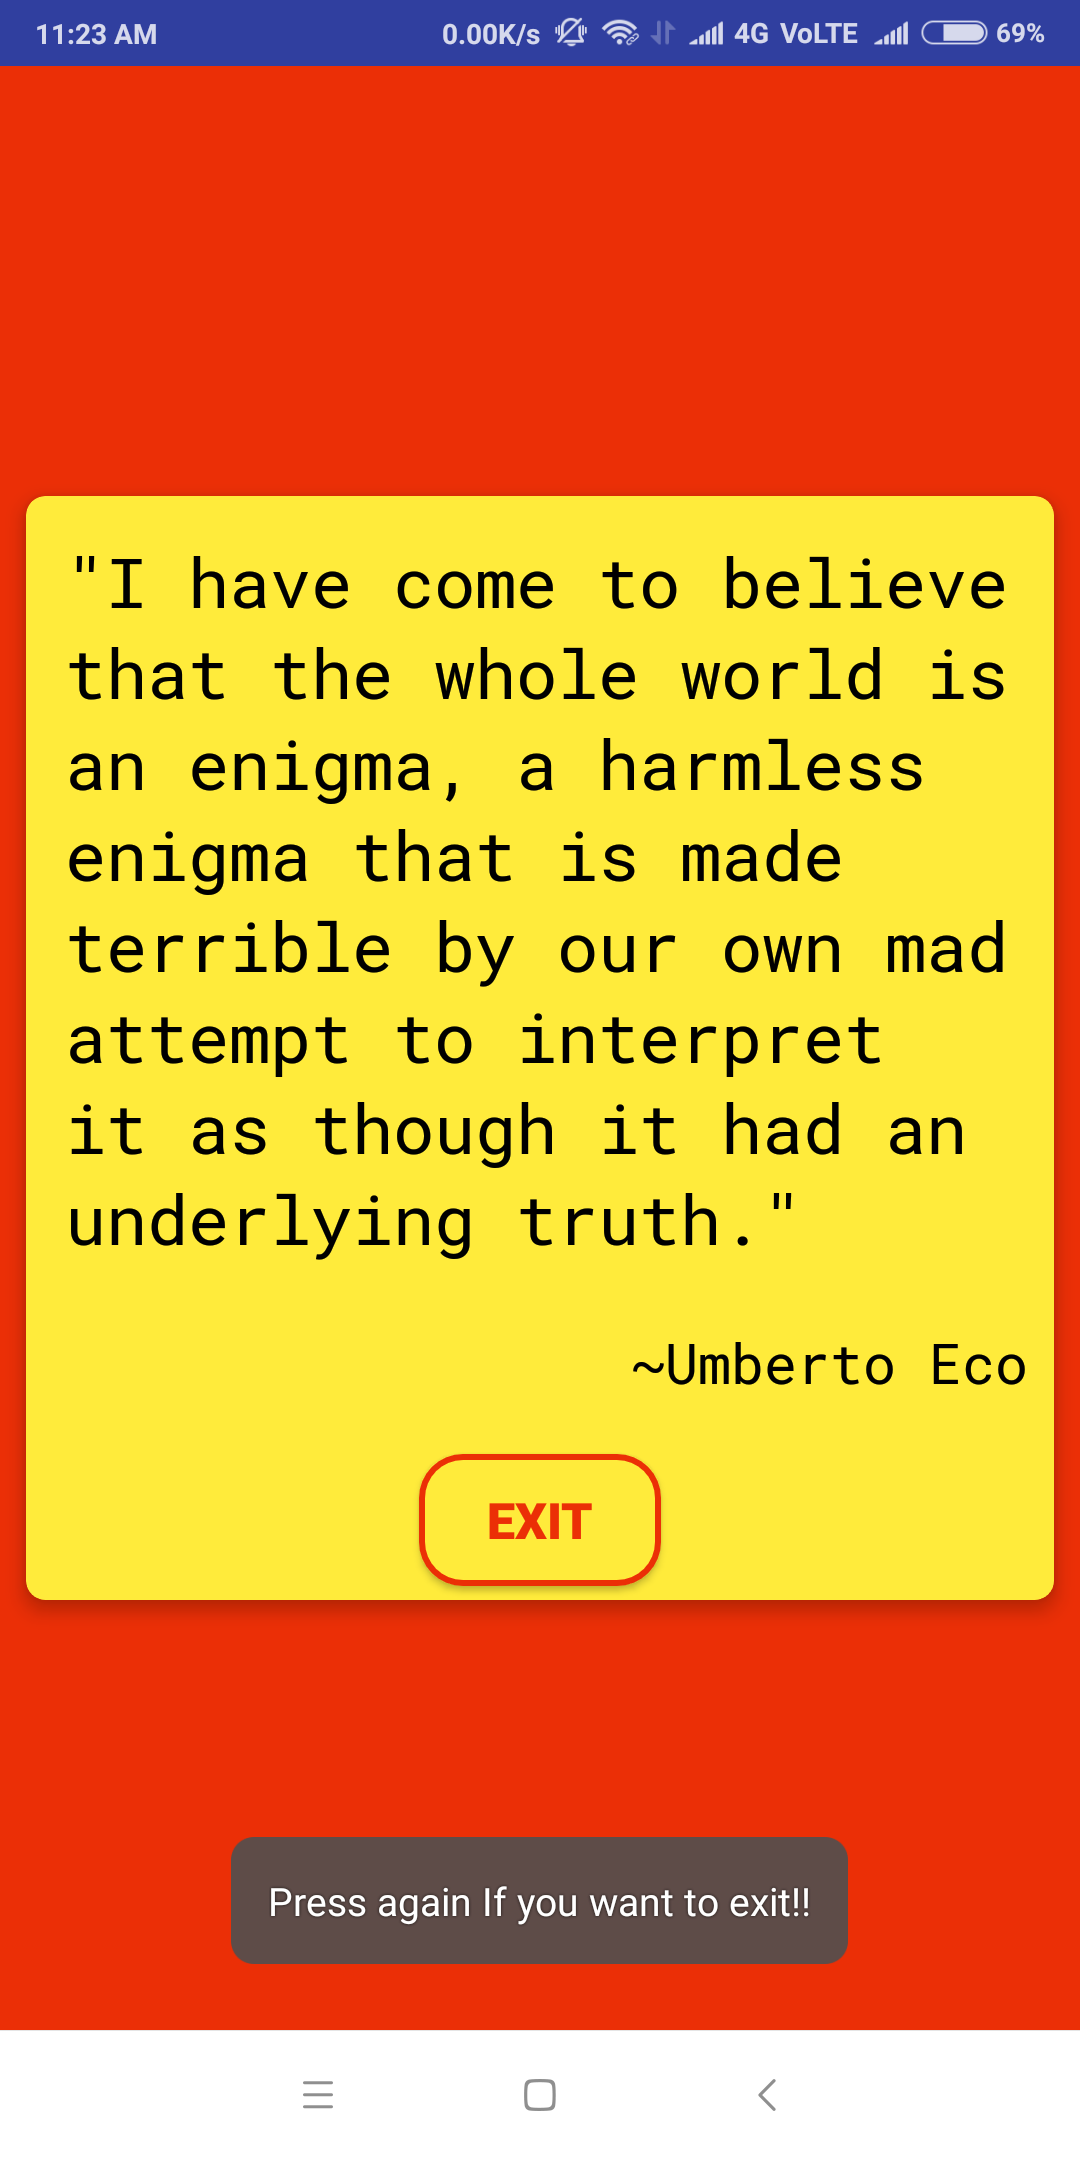 11:23 AM 0.00K/s 4G VoLTE 69%
"I have come to believe
that the whole world is
an enigma, a harmless
enigma that is made
terrible by our own mad
attempt to interpret
it as though it had an
underlying truth."
~Umberto Eco
EXIT
Press again If you want to exit!!